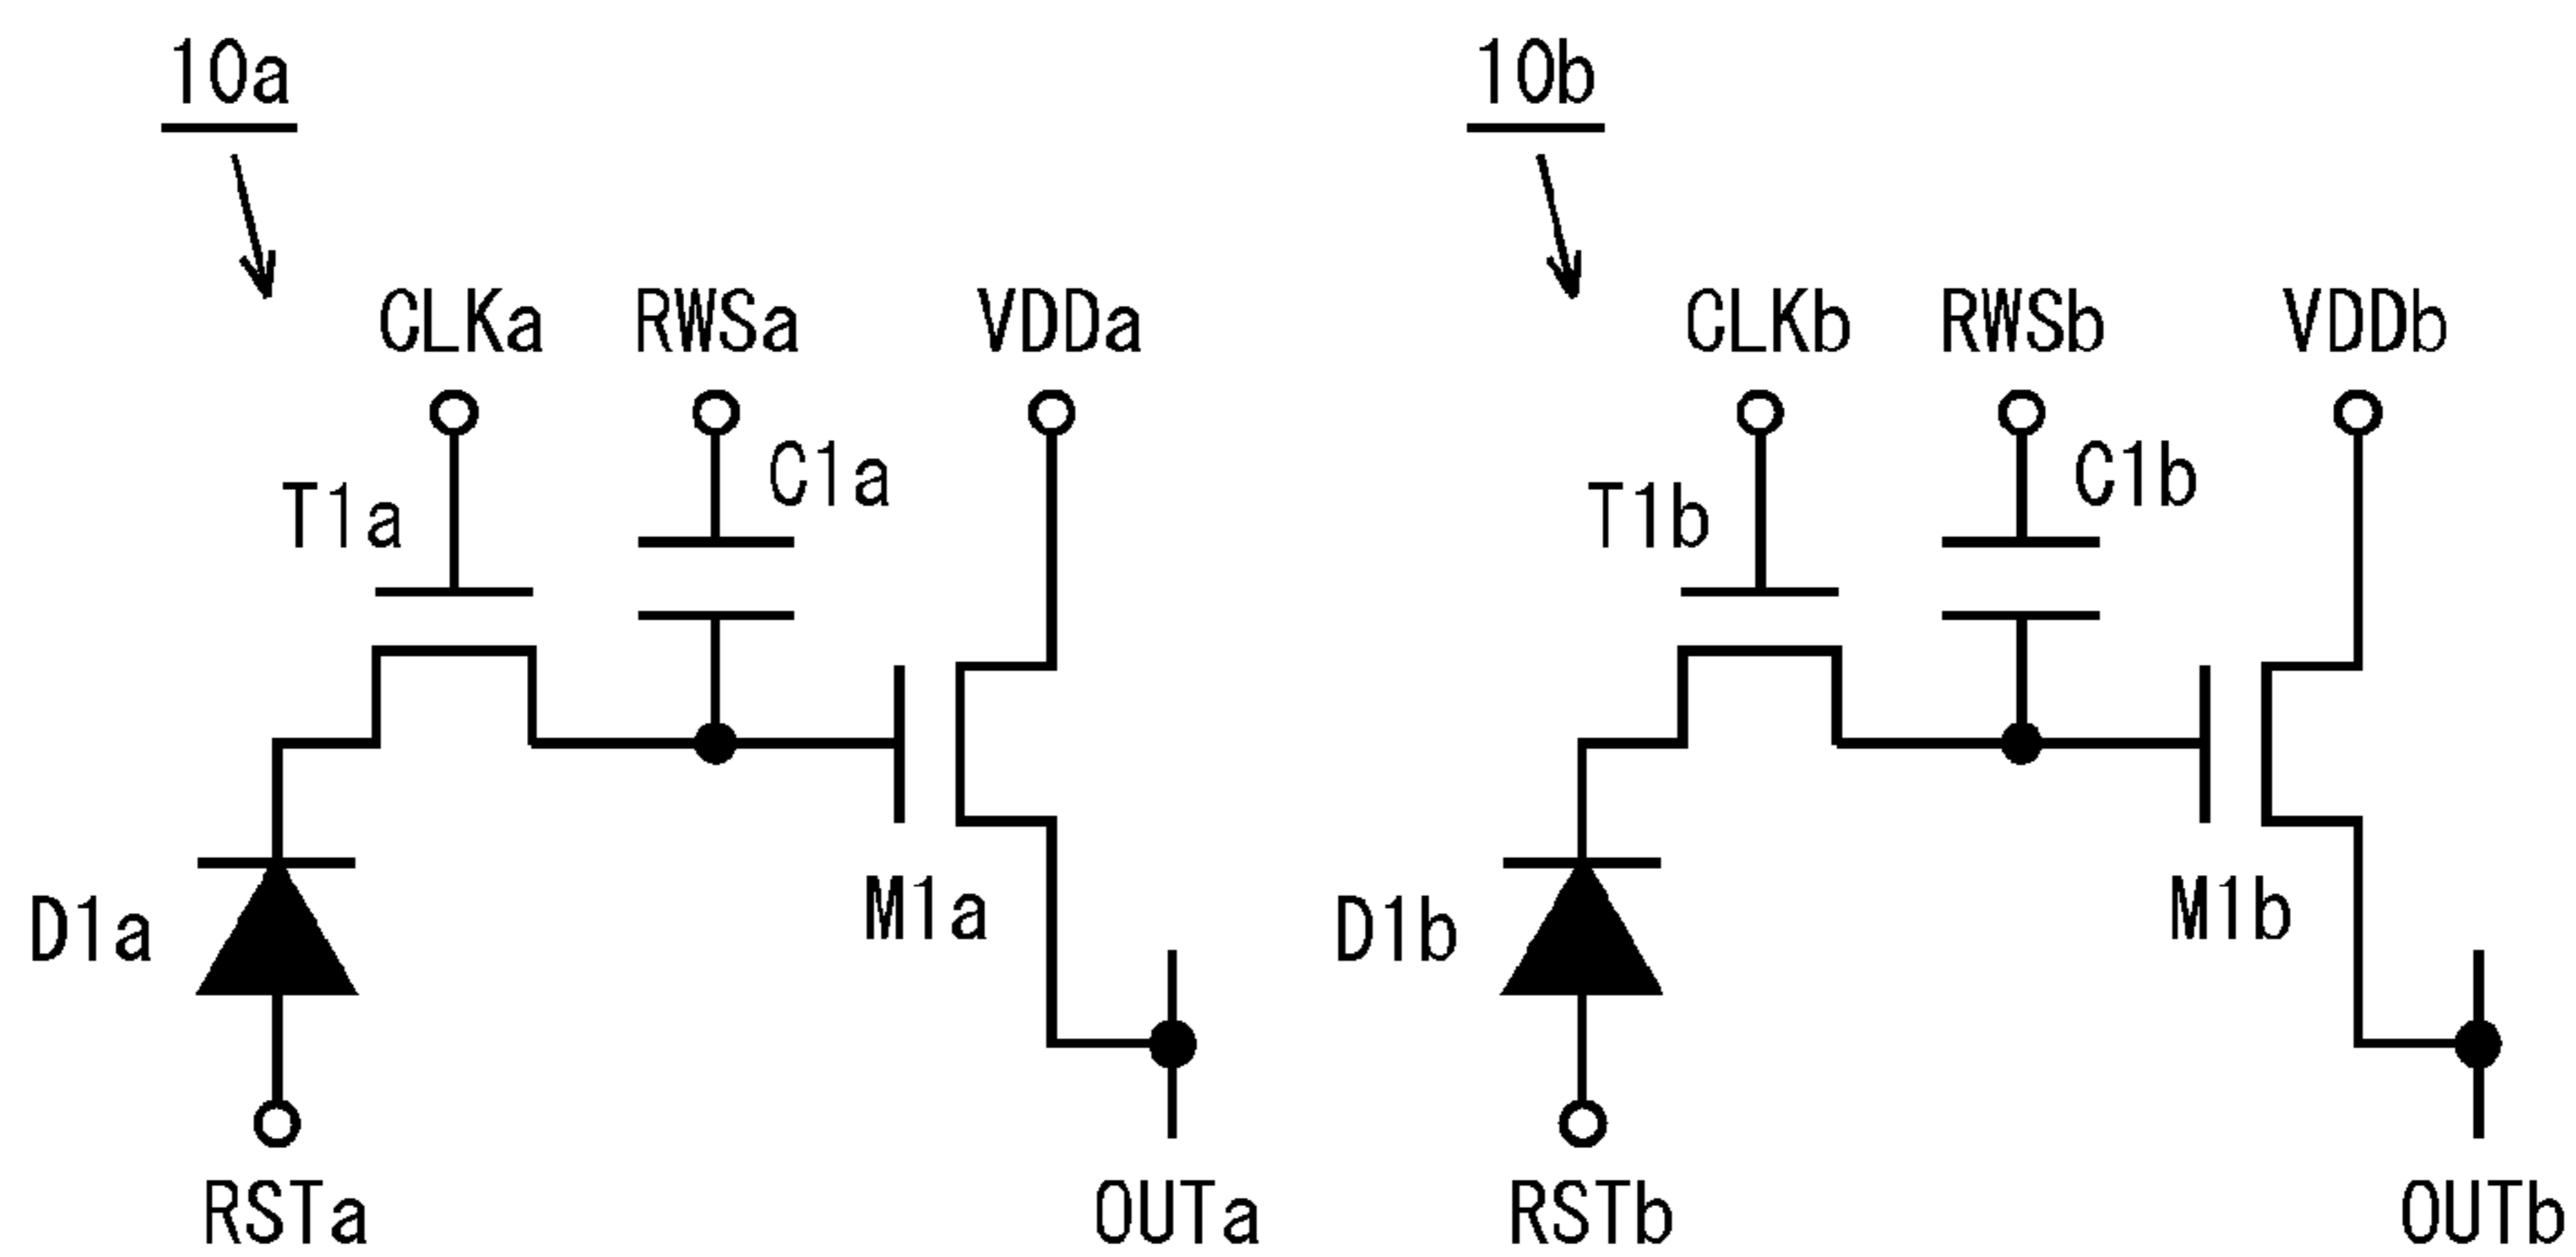 10a
10b
CLKa RWSa VDDa
CLKb RWSb VDDb
T1a C1a
T1b C1b
D1a M1a
D1b M1b
RSTa OUTa
RSTb OUTb